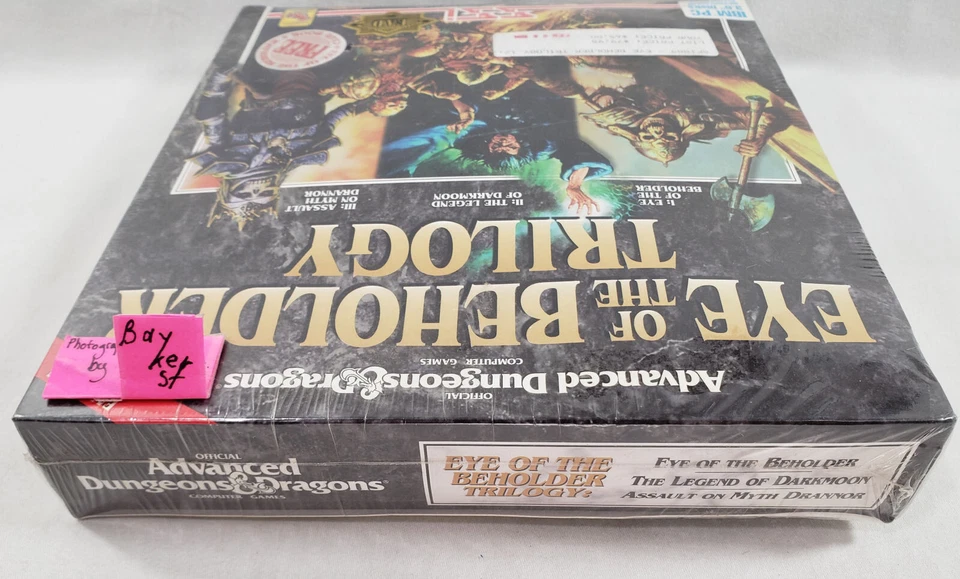 IBM PC
FREE
I: EYE
OF THE
BEHOLDER
II: THE LEGEND
OF DARKMOON
III: ASSAULT
ON MYTH
DRANNOR
EYE OF THE BEHOLDER
TRILOGY
OFFICIAL
Advanced Dungeons & Dragons
COMPUTER GAMES
Photogra
by
Bay
ker
st
OFFICIAL
Advanced
Dungeons & Dragons®
COMPUTER GAMES
EYE OF THE
BEHOLDER
TRILOGY:
EYE OF THE BEHOLDER
THE LEGEND OF DARKMOON
ASSAULT ON MYTH DRANNOR